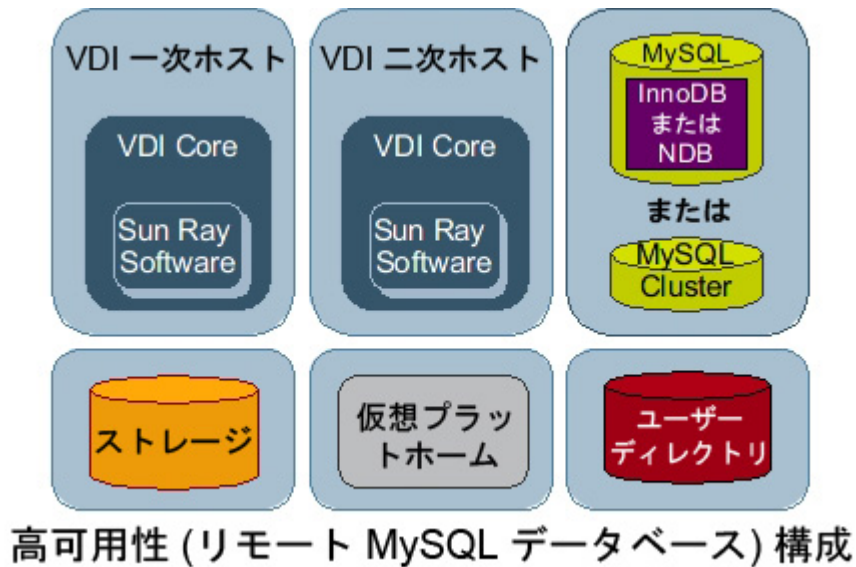 VDI 一次ホスト
VDI Core
Sun Ray
Software
VDI 二次ホスト
VDI Core
Sun Ray
Software
MySQL
InnoDB
または
NDB
または
MySQL
Cluster
ストレージ
仮想プラッ
トホーム
ユーザー
ディレクトリ
高可用性 (リモート MySQL データベース) 構成